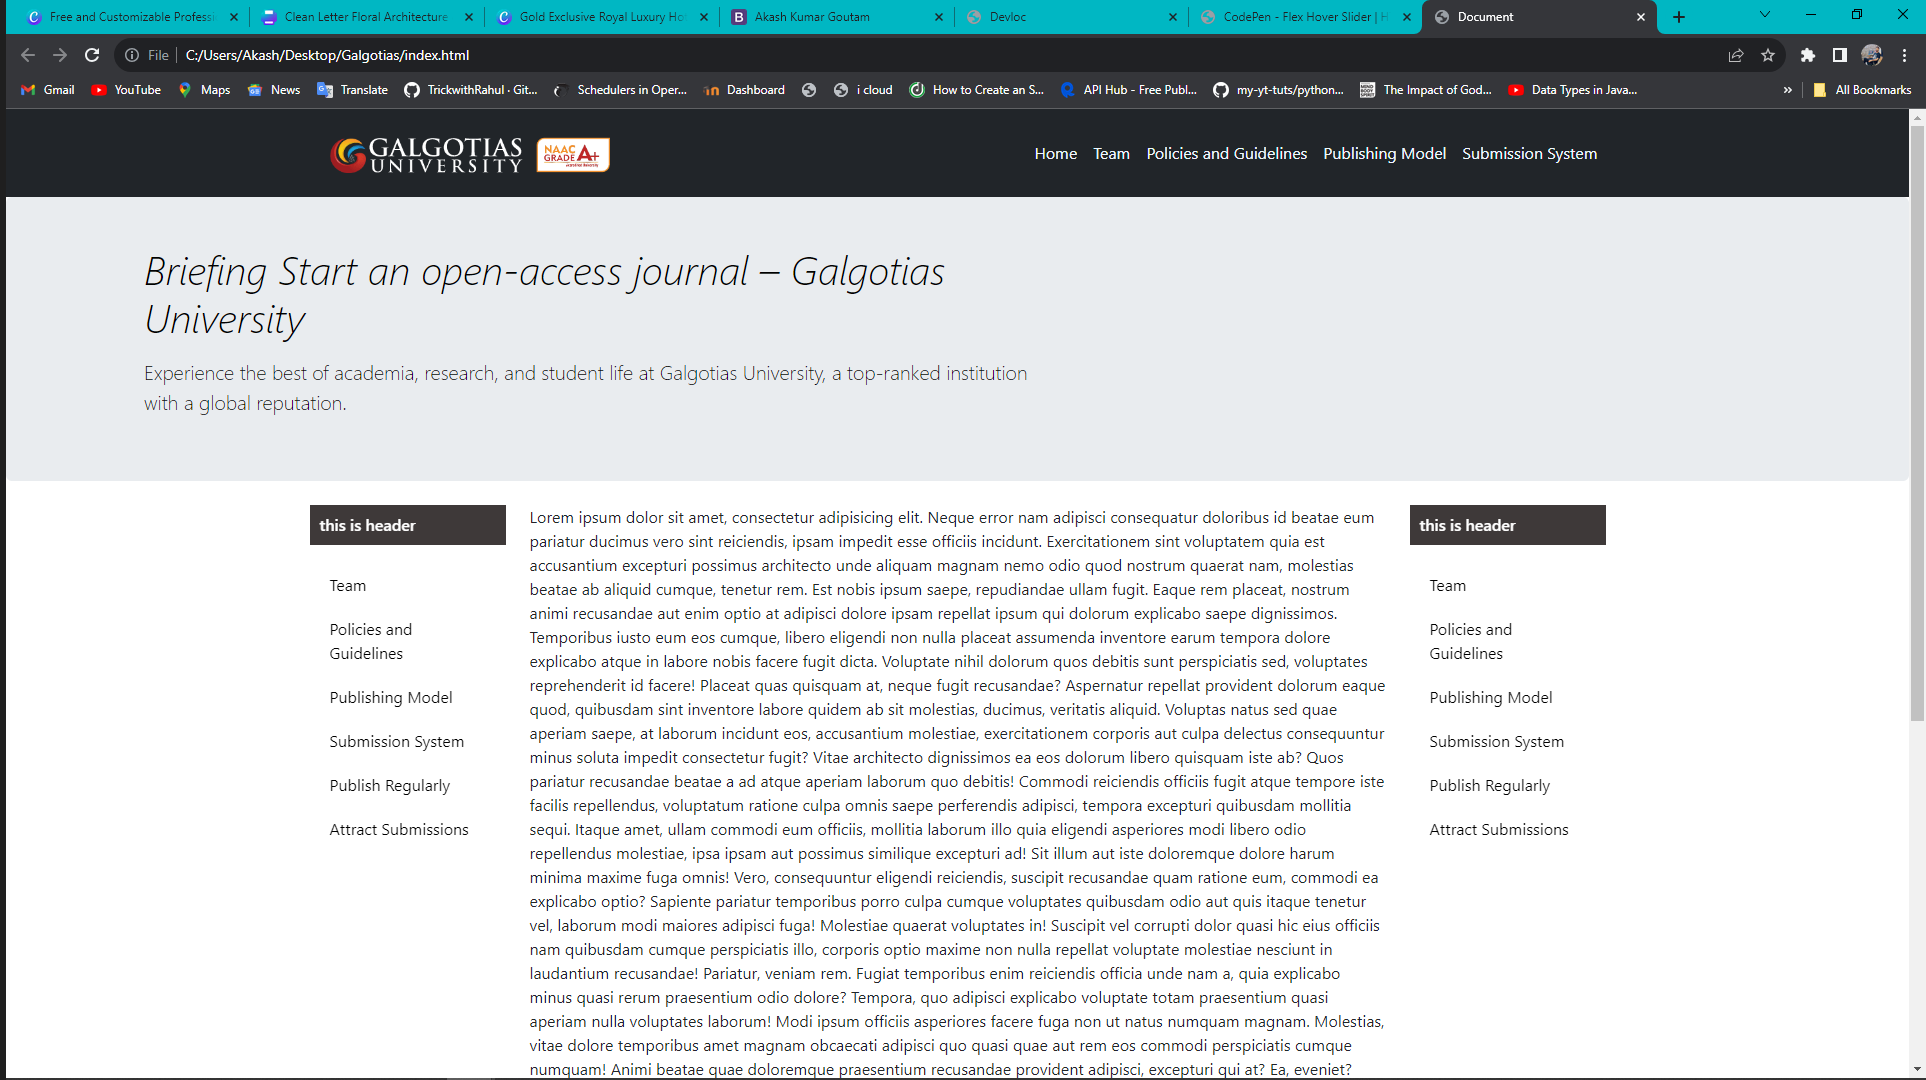 Free and Customizable Profess
Clean Letter Floral Architecture
Gold Exclusive Royal Luxury Ho
Akash Kumar Goutam
Devloc
CodePen - Flex Hover Slider | H
Document
File
C:/Users/Akash/Desktop/Galgotias/index.html
Gmail
YouTube
Maps
News
Translate
TrickwithRahul · Git...
Schedulers in Oper...
Dashboard
i cloud
How to Create an S...
API Hub - Free Publ...
my-yt-tuts/python...
The Impact of God...
Data Types in Java...
»
All Bookmarks
GALGOTIAS
UNIVERSITY
NAAC
GRADE A+
Home
Team
Policies and Guidelines
Publishing Model
Submission System
Briefing Start an open-access journal – Galgotias
University
Experience the best of academia, research, and student life at Galgotias University, a top-ranked institution
with a global reputation.
this is header
Team
Policies and
Guidelines
Publishing Model
Submission System
Publish Regularly
Attract Submissions
Lorem ipsum dolor sit amet, consectetur adipisicing elit. Neque error nam adipisci consequatur doloribus id beatae eum
pariatur ducimus vero sint reiciendis, ipsam impedit esse officiis incidunt. Exercitationem sint voluptatem quia est
accusantium excepturi possimus architecto unde aliquam magnam nemo odio quod nostrum quaerat nam, molestias
beatae ab aliquid cumque, tenetur rem. Est nobis ipsum saepe, repudiandae ullam fugit. Eaque rem placeat, nostrum
animi recusandae aut enim optio at adipisci dolore ipsam repellat ipsum qui dolorum explicabo saepe dignissimos.
Temporibus iusto eum eos cumque, libero eligendi non nulla placeat assumenda inventore earum tempora dolore
explicabo atque in labore nobis facere fugit dicta. Voluptate nihil dolorum quos debitis sunt perspiciatis sed, voluptates
reprehenderit id facere! Placeat quas quisquam at, neque fugit recusandae? Aspernatur repellat provident dolorum eaque
quod, quibusdam sint inventore labore quidem ab sit molestias, ducimus, veritatis aliquid. Voluptas natus sed quae
aperiam saepe, at laborum incidunt eos, accusantium molestiae, exercitationem corporis aut culpa delectus consequuntur
minus soluta impedit consectetur fugit? Vitae architecto dignissimos ea eos dolorum libero quisquam iste ab? Quos
pariatur recusandae beatae a ad atque aperiam laborum quo debitis! Commodi reiciendis officiis fugit atque tempore iste
facilis repellendus, voluptatum ratione culpa omnis saepe perferendis adipisci, tempora excepturi quibusdam mollitia
sequi. Itaque amet, ullam commodi eum officiis, mollitia laborum illo quia eligendi asperiores modi libero odio
repellendus molestiae, ipsa ipsam aut possimus similique excepturi ad! Sit illum aut iste doloremque dolore harum
minima maxime fuga omnis! Vero, consequuntur eligendi reiciendis, suscipit recusandae quam ratione eum, commodi ea
explicabo optio? Sapiente pariatur temporibus porro culpa cumque voluptates quibusdam odio aut quis itaque tenetur
vel, laborum modi maiores adipisci fuga! Molestiae quaerat voluptates in! Suscipit vel corrupti dolor quasi hic eius officiis
nam quibusdam cumque perspiciatis illo, corporis optio maxime non nulla repellat voluptate molestiae nesciunt in
laudantium recusandae! Pariatur, veniam rem. Fugiat temporibus enim reiciendis officia unde nam a, quia explicabo
minus quasi rerum praesentium odio dolore? Tempora, quo adipisci explicabo voluptate totam praesentium quasi
aperiam nulla voluptates laborum! Modi ipsum officiis asperiores facere fuga non ut natus numquam magnam. Molestias,
vitae dolore temporibus amet magnam obcaecati adipisci quo quasi quae aut rem eos commodi perspiciatis cumque
numquam! Animi beatae quae doloremque praesentium recusandae provident adipisci, excepturi qui at? Ea, eveniet?
this is header
Team
Policies and
Guidelines
Publishing Model
Submission System
Publish Regularly
Attract Submissions